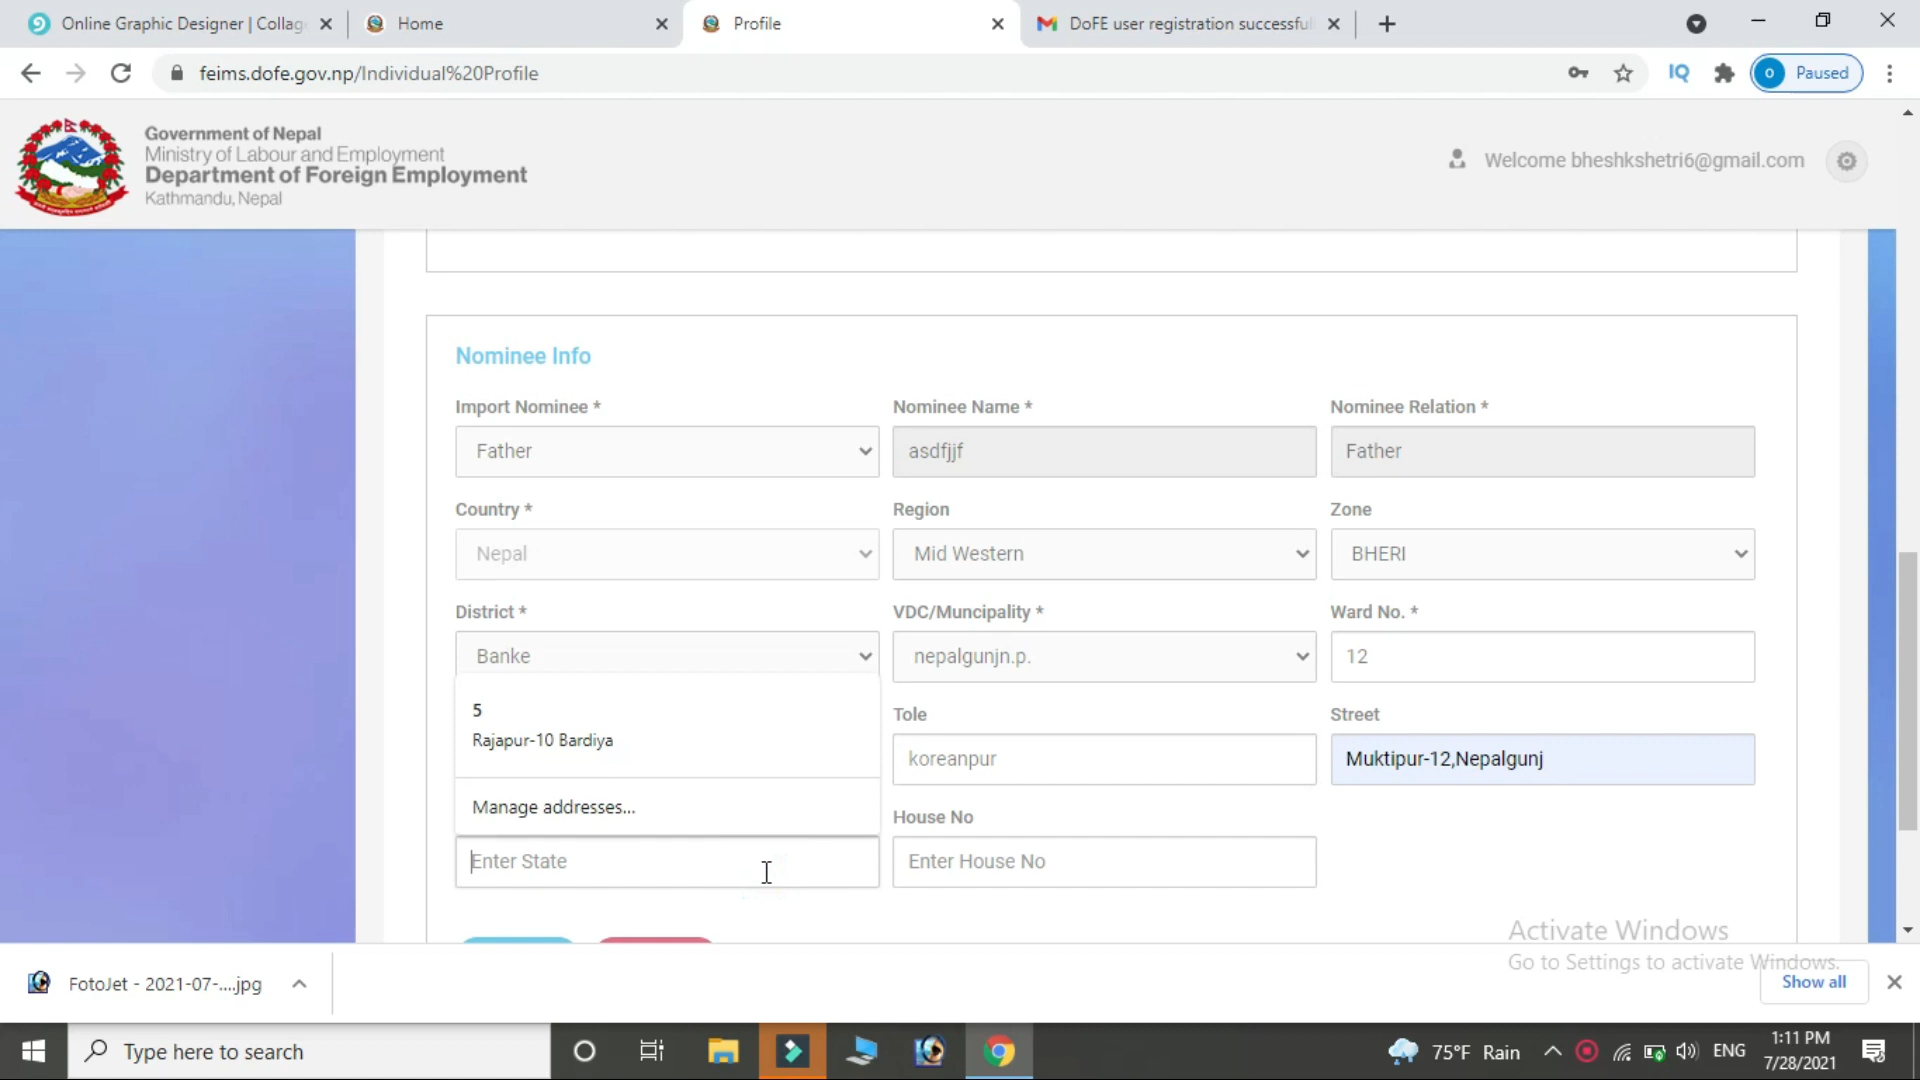 Online Graphic Designer | Collag
Home
Profile
DoFE user registration successful
feims.dofe.gov.np/Individual%20Profile
IQ
o
Paused
Government of Nepal
Ministry of Labour and Employment
Department of Foreign Employment
Kathmandu, Nepal
Welcome bheshkshetri6@gmail.com
Nominee Info
Import Nominee *
Nominee Name *
Nominee Relation *
Father
asdfjjf
Father
Country *
Region
Zone
Nepal
Mid Western
BHERI
District *
VDC/Muncipality *
Ward No. *
Banke
nepalgunjn.p.
12
5
Rajapur-10 Bardiya
Manage addresses...
Tole
Street
koreanpur
Muktipur-12,Nepalgunj
House No
Enter State
Enter House No
Activate Windows
Go to Settings to activate Windows.
FotoJet - 2021-07-....jpg
Show all
Type here to search
75°F Rain
ENG
1:11 PM
7/28/2021